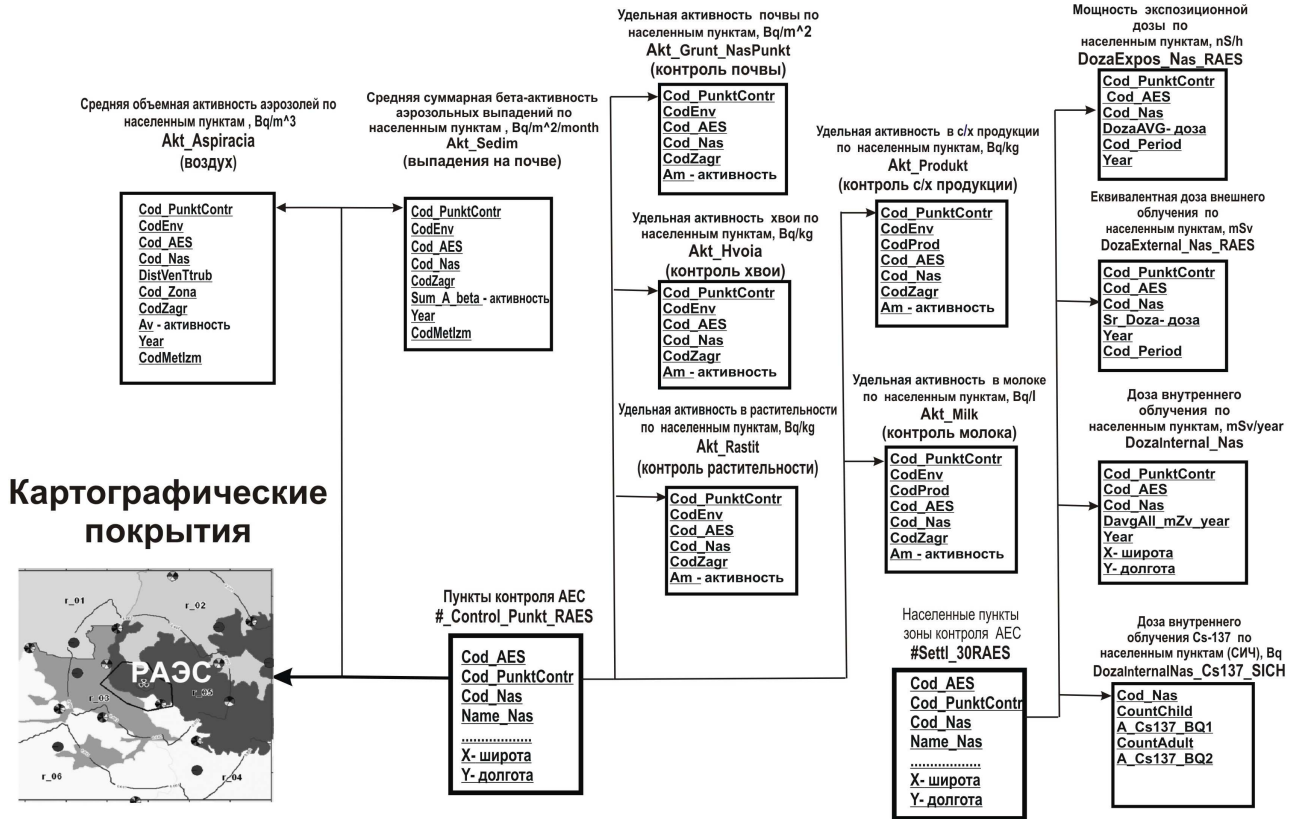 Средняя объемная активность аэрозолей по
населенным пунктам , Bq/m^3
Akt_Aspiracia
(воздух)
Cod_PunktContr
CodEnv
Cod_AES
Cod_Nas
DistVenTtrub
Cod_Zona
CodZagr
Av - активность
Year
CodMetIzm
Средняя суммарная бета-активность
аэрозольных выпадений по
населенным пунктам , Bq/m^2/month
Akt_Sedim
(выпадения на почве)
Cod_PunktContr
CodEnv
Cod_AES
Cod_Nas
CodZagr
Sum_A_beta - активность
Year
CodMetIzm
Удельная активность почвы по
населенным пунктам, Bq/m^2
Akt_Grunt_NasPunkt
(контроль почвы)
Cod_PunktContr
CodEnv
Cod_AES
Cod_Nas
CodZagr
Am - активность
Удельная активность хвои по
населенным пунктам, Bq/kg
Akt_Hvoia
(контроль хвои)
Cod_PunktContr
CodEnv
Cod_AES
Cod_Nas
CodZagr
Am - активность
Удельная активность в растительности
по населенным пунктам, Bq/kg
Akt_Rastit
(контроль растительности)
Cod_PunktContr
CodEnv
Cod_AES
Cod_Nas
CodZagr
Am - активность
Удельная активность в с/х продукции
по населенным пунктам, Bq/kg
Akt_Produkt
(контроль с/х продукции)
Cod_PunktContr
CodEnv
CodProd
Cod_AES
Cod_Nas
CodZagr
Am - активность
Удельная активность в молоке
по населенным пунктам, Bq/l
Akt_Milk
(контроль молока)
Cod_PunktContr
CodEnv
CodProd
Cod_AES
Cod_Nas
CodZagr
Am - активность
Мощность экспозиционной
дозы по
населенным пунктам, nS/h
DozaExpos_Nas_RAES
Cod_PunktContr
Cod_AES
Cod_Nas
DozaAVG- доза
Cod_Period
Year
Еквивалентная доза внешнего
облучения по
населенным пунктам, mSv
DozaExternal_Nas_RAES
Cod_PunktContr
Cod_AES
Cod_Nas
Sr_Doza- доза
Year
Cod_Period
Доза внутреннего
облучения по
населенным пунктам, mSv/year
DozaInternal_Nas
Cod_PunktContr
Cod_AES
Cod_Nas
DavgAll_mZv_year
Year
X- широта
Y- долгота
Доза внутреннего
облучения Cs-137 по
населенным пунктам (СИЧ), Bq
DozaInternalNas_Cs137_SICH
Cod_Nas
CountChild
A_Cs137_BQ1
CountAdult
A_Cs137_BQ2
Картографические
покрытия
r_01
r_02
РАЭС
r_03
r_05
r_06
r_04
Пункты контроля АЕС
#_Control_Punkt_RAES
Cod_AES
Cod_PunktContr
Cod_Nas
Name_Nas
.................
X- широта
Y- долгота
Населенные пункты
зоны контроля АЕС
#Settl_30RAES
Cod_AES
Cod_PunktContr
Cod_Nas
Name_Nas
.................
X- широта
Y- долгота